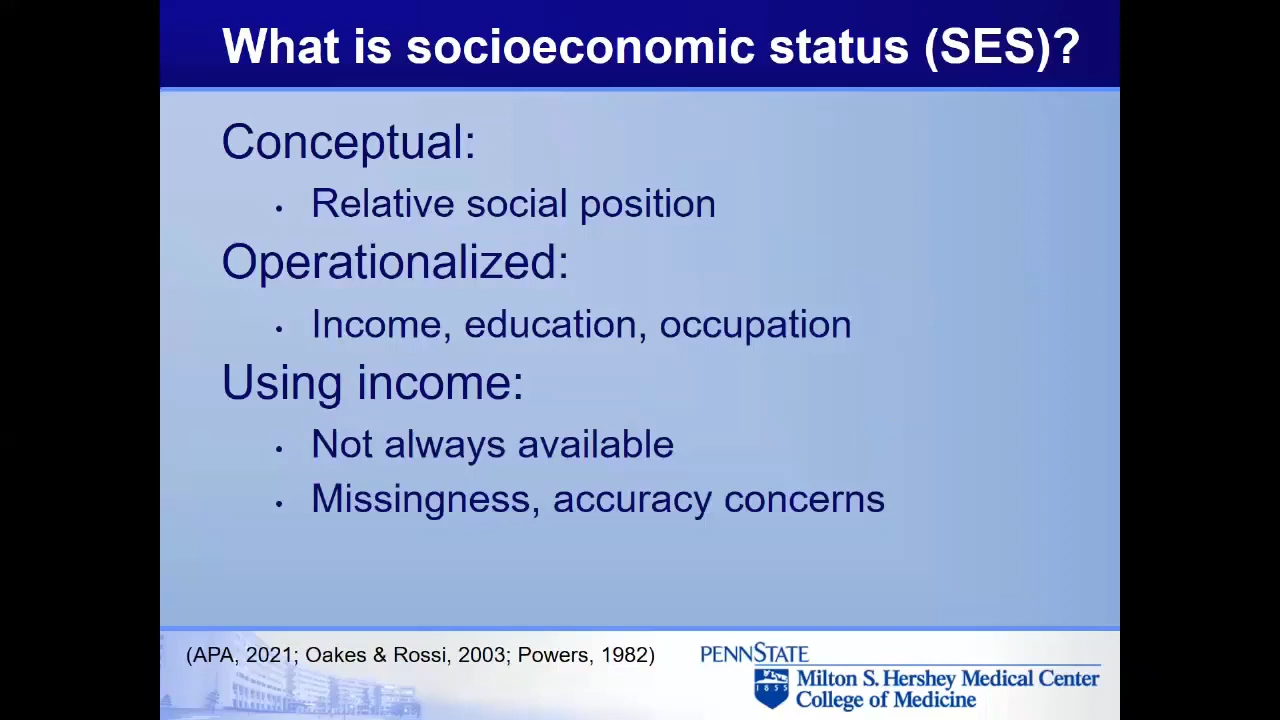 What is socioeconomic status (SES)?
Conceptual:
• Relative social position
Operationalized:
• Income, education, occupation
Using income:
• Not always available
• Missingness, accuracy concerns
(APA, 2021; Oakes & Rossi, 2003; Powers, 1982)
PENNSTATE
1855
Milton S. Hershey Medical Center
College of Medicine